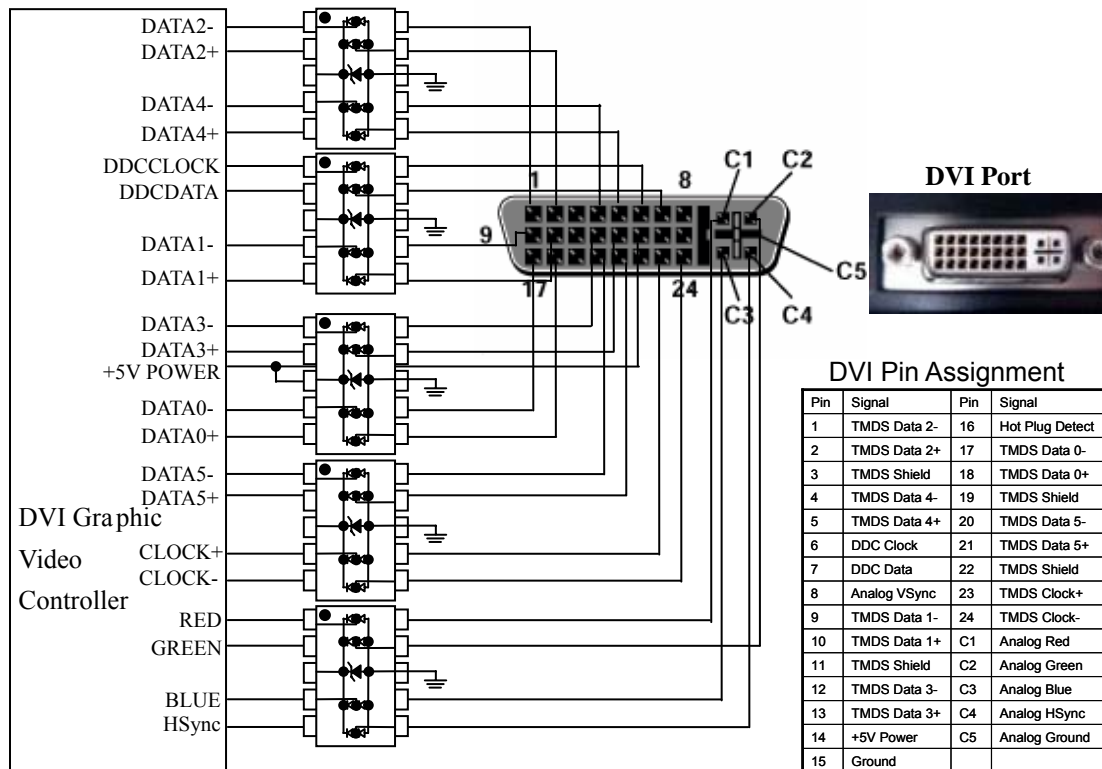 DATA2-
DATA2+
DATA4-
DATA4+
DDCCLOCK
DDCDATA
DATA1-
DATA1+
DATA3-
DATA3+
+5V POWER
DATA0-
DATA0+
DATA5-
DATA5+
CLOCK+
CLOCK-
RED
GREEN
BLUE
HSync
DVI Graphic
Video
Controller
1
8
9
17
24
C1
C2
C5
C3
C4
DVI Port
DVI Pin Assignment
Pin Signal Pin Signal
1 TMDS Data 2- 16 Hot Plug Detect
2 TMDS Data 2+ 17 TMDS Data 0-
3 TMDS Shield 18 TMDS Data 0+
4 TMDS Data 4- 19 TMDS Shield
5 TMDS Data 4+ 20 TMDS Data 5-
6 DDC Clock 21 TMDS Data 5+
7 DDC Data 22 TMDS Shield
8 Analog VSync 23 TMDS Clock+
9 TMDS Data 1- 24 TMDS Clock-
10 TMDS Data 1+ C1 Analog Red
11 TMDS Shield C2 Analog Green
12 TMDS Data 3- C3 Analog Blue
13 TMDS Data 3+ C4 Analog HSync
14 +5V Power C5 Analog Ground
15 Ground